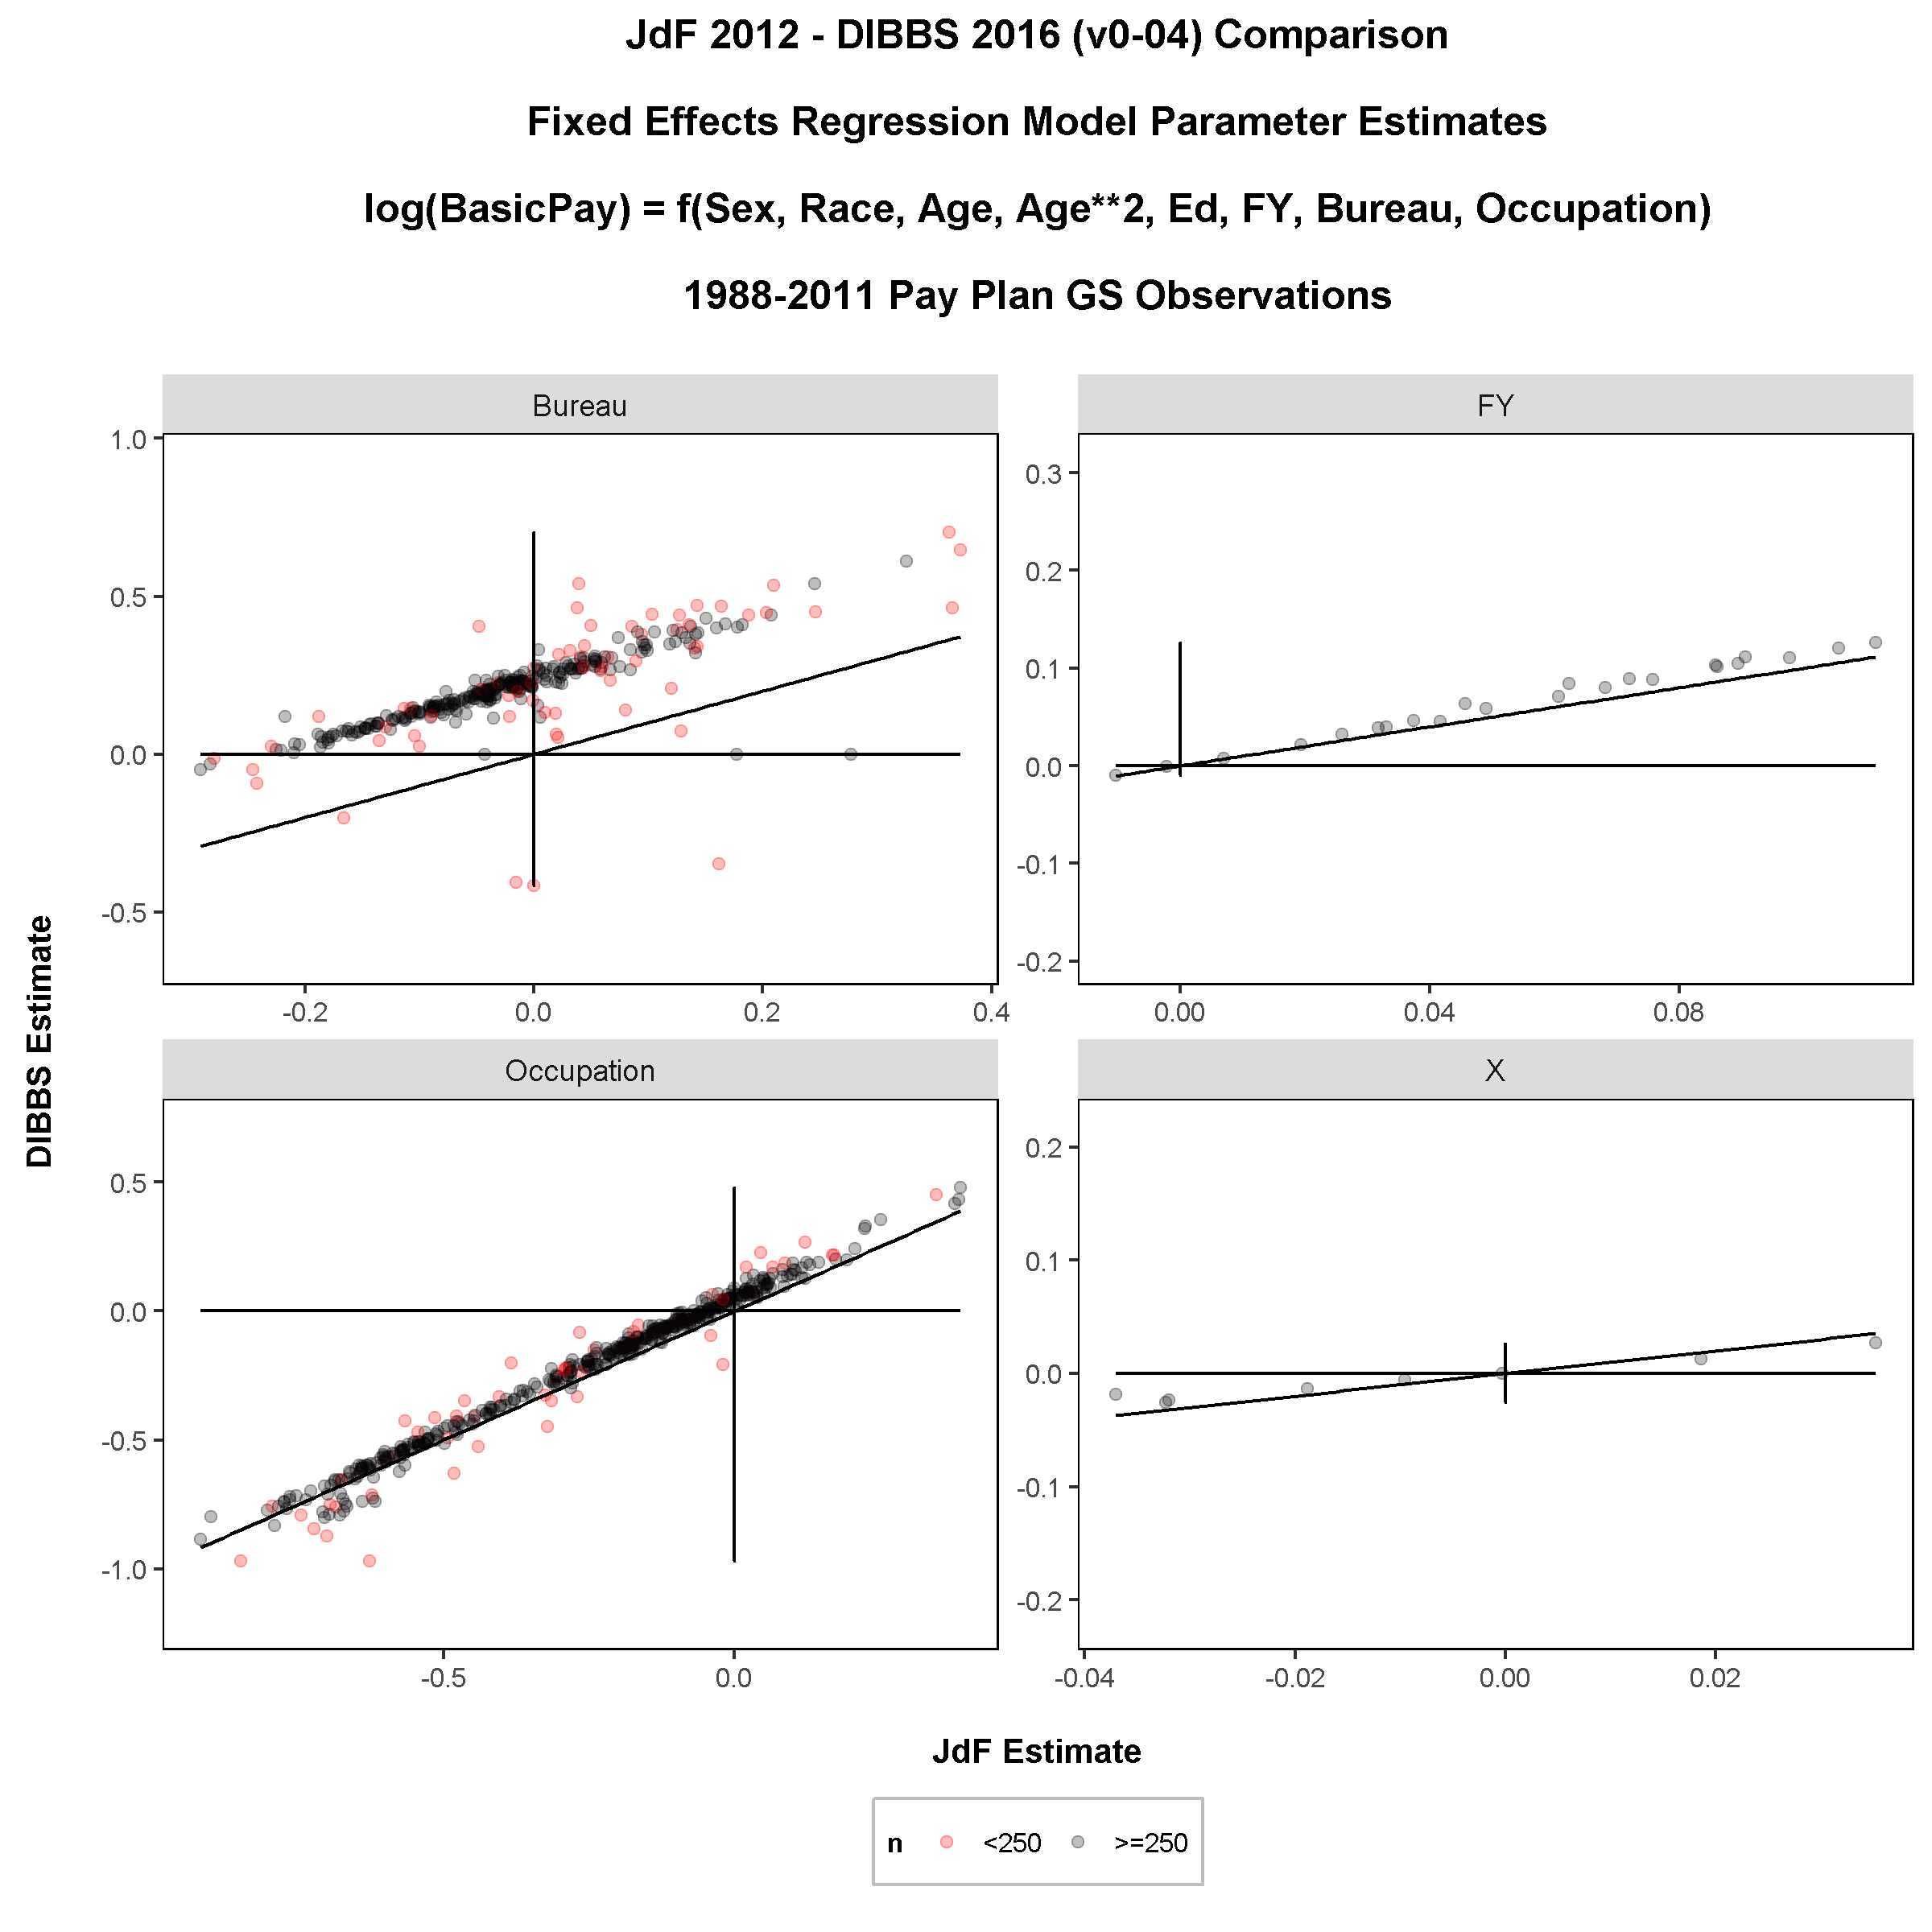 JdF 2012 - DIBBS 2016 (v0-04) Comparison
Fixed Effects Regression Model Parameter Estimates
log(BasicPay) = f(Sex, Race, Age, Age**2, Ed, FY, Bureau, Occupation)
1988-2011 Pay Plan GS Observations
Bureau
1.0
0.5
0.0
-0.5
-0.2
0.0
0.2
0.4
FY
0.3
0.2
0.1
0.0
-0.1
-0.2
0.00
0.04
0.08
DIBBS Estimate
Occupation
0.5
0.0
-0.5
-1.0
-0.5
0.0
X
0.2
0.1
0.0
-0.1
-0.2
-0.04
-0.02
0.00
0.02
JdF Estimate
n <250 >=250